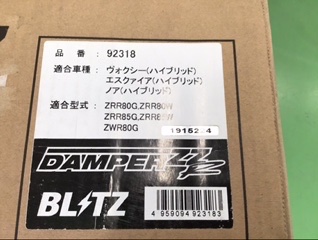 品　番 ： 92318
適合車種 ： ヴォクシー(ハイブリッド)
エスクァイア(ハイブリッド)
ノア(ハイブリッド)
適合型式 ： ZRR80G,ZRR80W
ZRR85G,ZRR85W
ZWR80G
19152.4
DAMPER ZZ-R
BLITZ
4 959094 923183